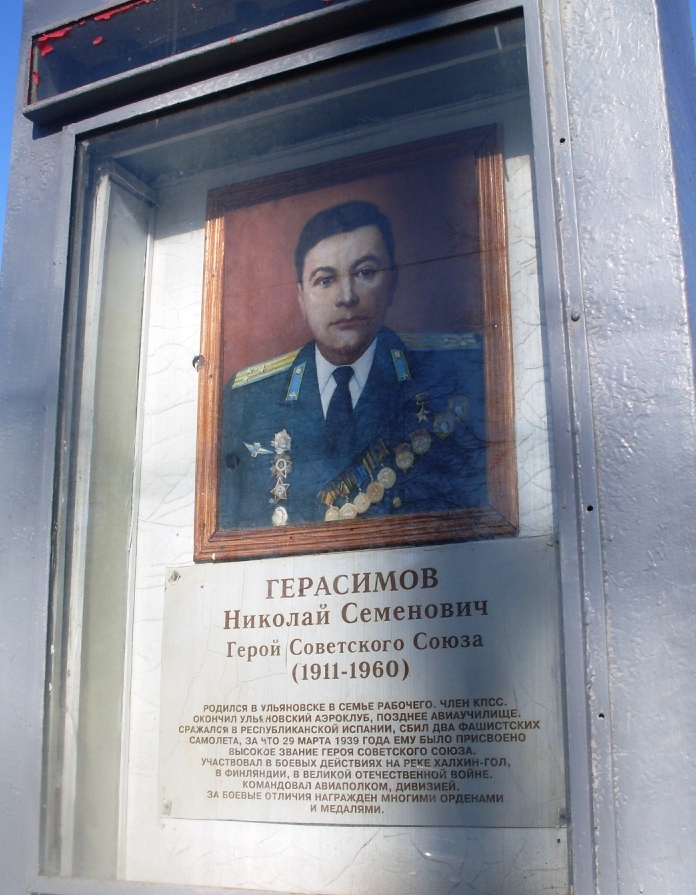 ГЕРАСИМОВ
Николай Семенович
Герой Советского Союза
(1911-1960)
РОДИЛСЯ В УЛЬЯНОВСКЕ В СЕМЬЕ РАБОЧЕГО. ЧЛЕН КПСС.
ОКОНЧИЛ УЛЬЯНОВСКИЙ АЭРОКЛУБ, ПОЗДНЕЕ АВИАУЧИЛИЩЕ.
СРАЖАЛСЯ В РЕСПУБЛИКАНСКОЙ ИСПАНИИ, СБИЛ ДВА ФАШИСТСКИХ
САМОЛЕТА, ЗА ЧТО 29 МАРТА 1939 ГОДА ЕМУ БЫЛО ПРИСВОЕНО
ВЫСОКОЕ ЗВАНИЕ ГЕРОЯ СОВЕТСКОГО СОЮЗА.
УЧАСТВОВАЛ В БОЕВЫХ ДЕЙСТВИЯХ НА РЕКЕ ХАЛХИН-ГОЛ,
В ФИНЛЯНДИИ, В ВЕЛИКОЙ ОТЕЧЕСТВЕННОЙ ВОЙНЕ.
КОМАНДОВАЛ АВИАПОЛКОМ, ДИВИЗИЕЙ.
ЗА БОЕВЫЕ ОТЛИЧИЯ НАГРАЖДЕН МНОГИМИ ОРДЕНАМИ
И МЕДАЛЯМИ.